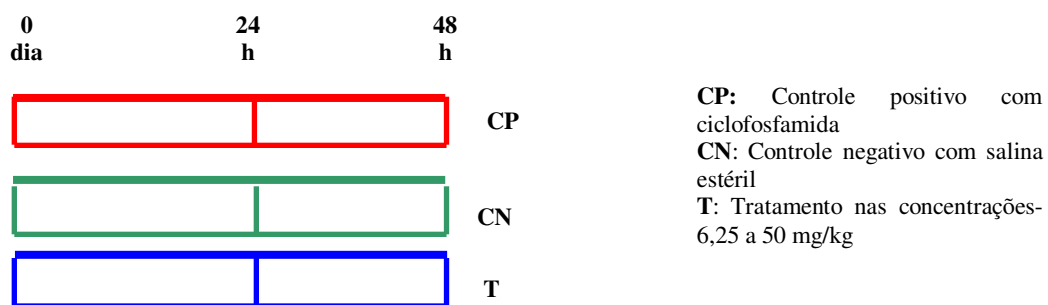 0 24 48
dia h h
CP
CN
T
CP: Controle positivo com
ciclofosfamida
CN: Controle negativo com salina
estéril
T: Tratamento nas concentrações-
6,25 a 50 mg/kg